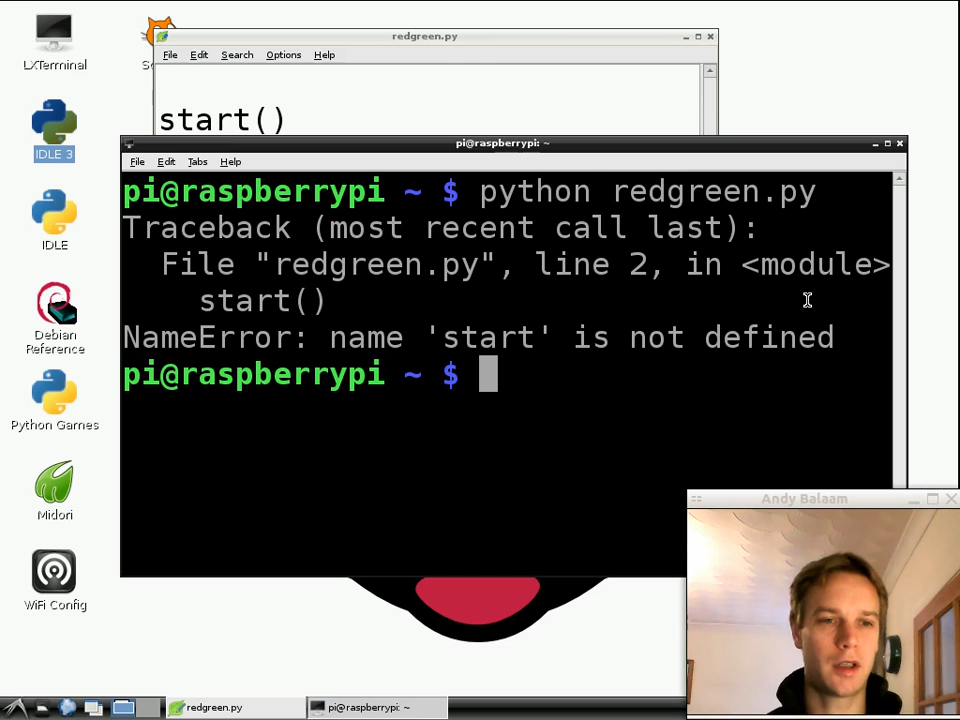 LXTerminal
IDLE 3
IDLE
Debian
Reference
Python Games
Midori
WiFi Config
redgreen.py
File Edit Search Options Help
start()
pi@raspberrypi: ~
File Edit Tabs Help
pi@raspberrypi ~ $ python redgreen.py
Traceback (most recent call last):
File "redgreen.py", line 2, in <module>
start()
NameError: name 'start' is not defined
pi@raspberrypi ~ $
Andy Balaam
redgreen.py
pi@raspberrypi: ~